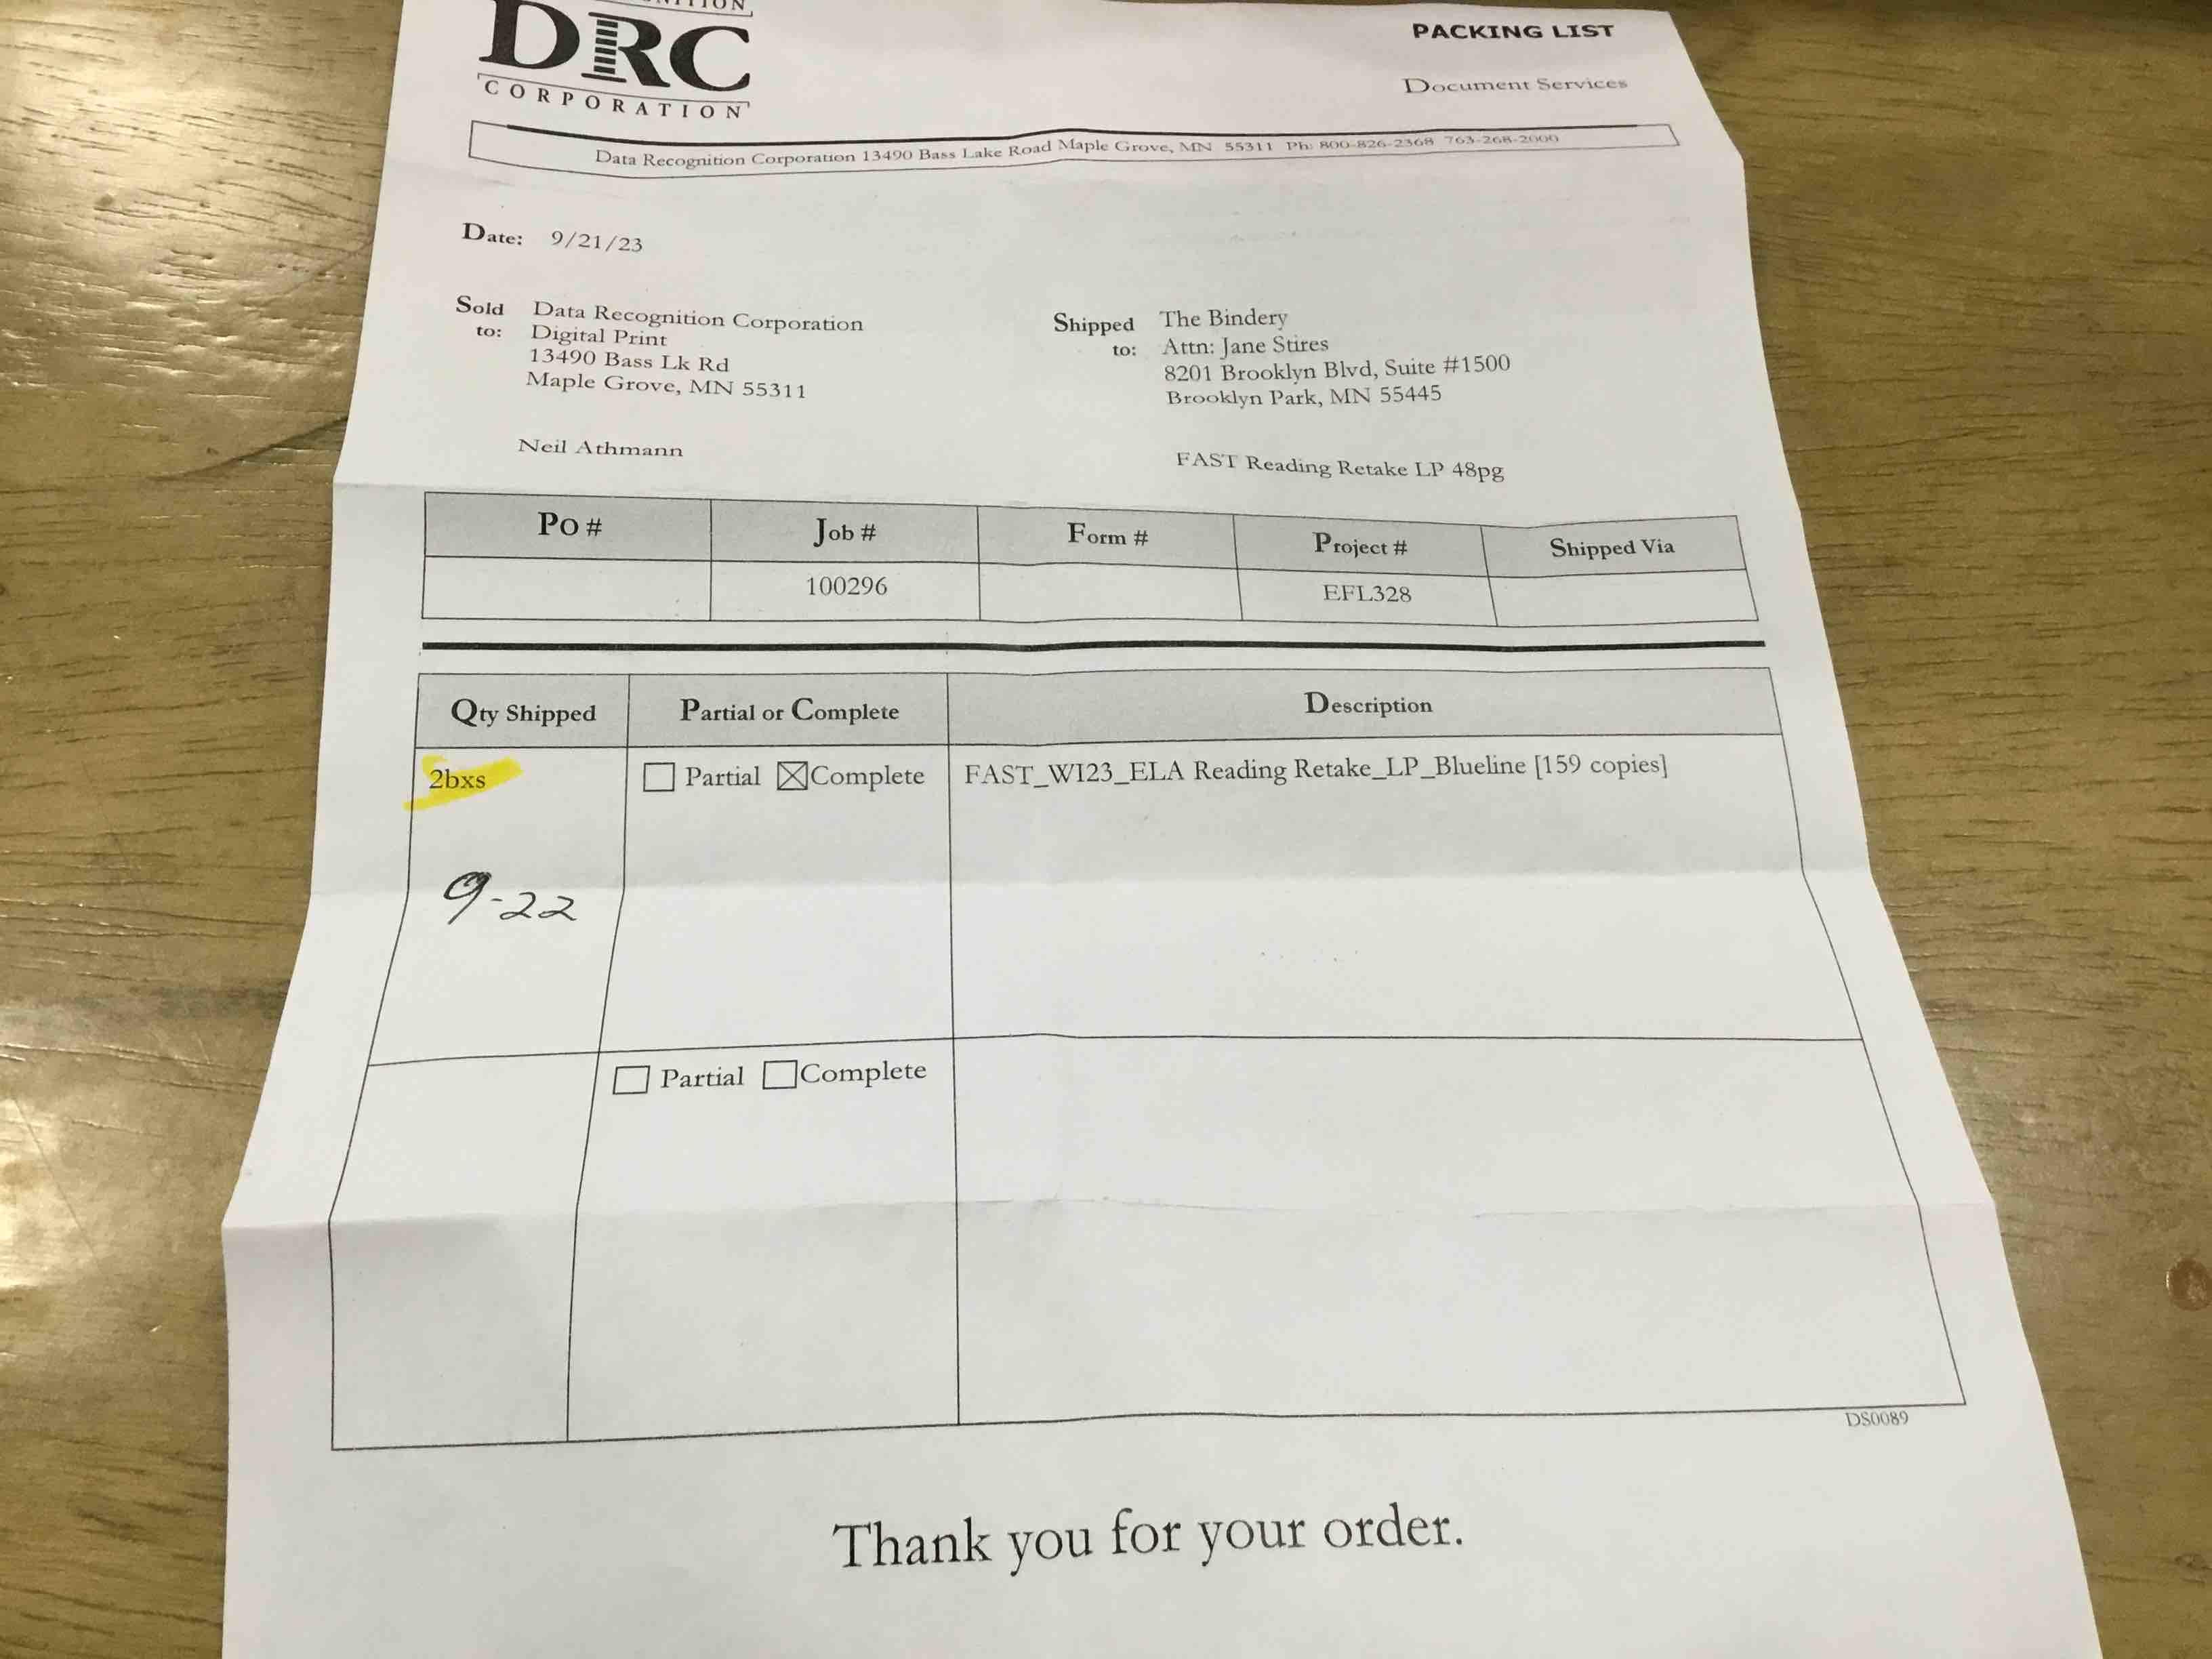 PACKING LIST
DRC
CORPORATION
Document Services
Data Recognition Corporation 13490 Bass Lake Road Maple Grove, MN 55311 Ph: 800-826-2368 763-268-2000
Date: 9/21/23
Sold to: Data Recognition Corporation
Digital Print
13490 Bass Lk Rd
Maple Grove, MN 55311
Neil Athmann
Shipped to: The Bindery
Attn: Jane Stires
8201 Brooklyn Blvd, Suite #1500
Brooklyn Park, MN 55445
FAST Reading Retake LP 48pg
PO # Job # Form # Project # Shipped Via
100296 EFL328
Qty Shipped Partial or Complete Description
2bxs Partial Complete FAST_WI23_ELA Reading Retake_LP_Blueline [159 copies]
9-22
Partial Complete
DS0089
Thank you for your order.